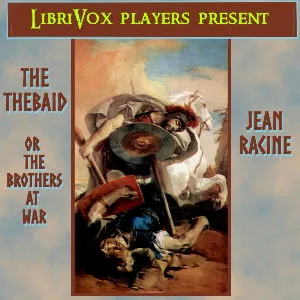 LIBRIVOX PLAYERS PRESENT
THE
THEBAID
OR
THE
BROTHERS
AT
WAR
JEAN
RACINE